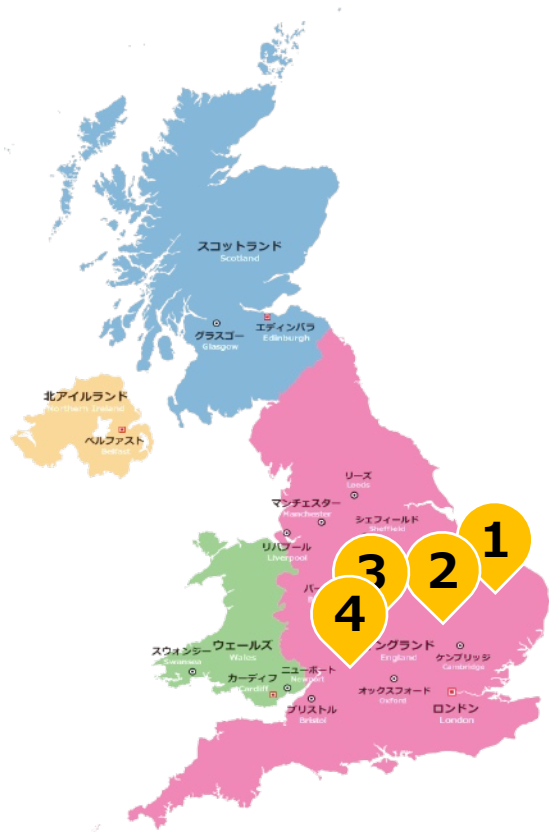 スコットランド
Scotland
グラスゴー
Glasgow
エディンバラ
Edinburgh
北アイルランド
Northern Ireland
ベルファスト
Belfast
リーズ
Leeds
マンチェスター
Manchester
シェフィールド
Sheffield
リバプール
Liverpool
1
2
3
4
バー
ングランド
England
ウェールズ
Wales
スウォンジー
Swansea
カーディフ
Cardiff
ニューポート
Newport
ケンブリッジ
Cambridge
オックスフォード
Oxford
ブリストル
Bristol
ロンドン
London